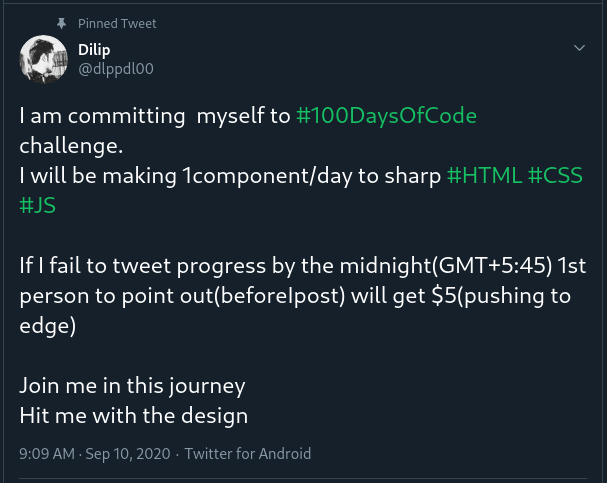 Pinned Tweet
Dilip
@dlppdl00
I am committing  myself to #100DaysOfCode
challenge.
I will be making 1component/day to sharp #HTML #CSS
#JS
If I fail to tweet progress by the midnight(GMT+5:45) 1st
person to point out(beforeIpost) will get $5(pushing to
edge)
Join me in this journey
Hit me with the design
9:09 AM · Sep 10, 2020 · Twitter for Android